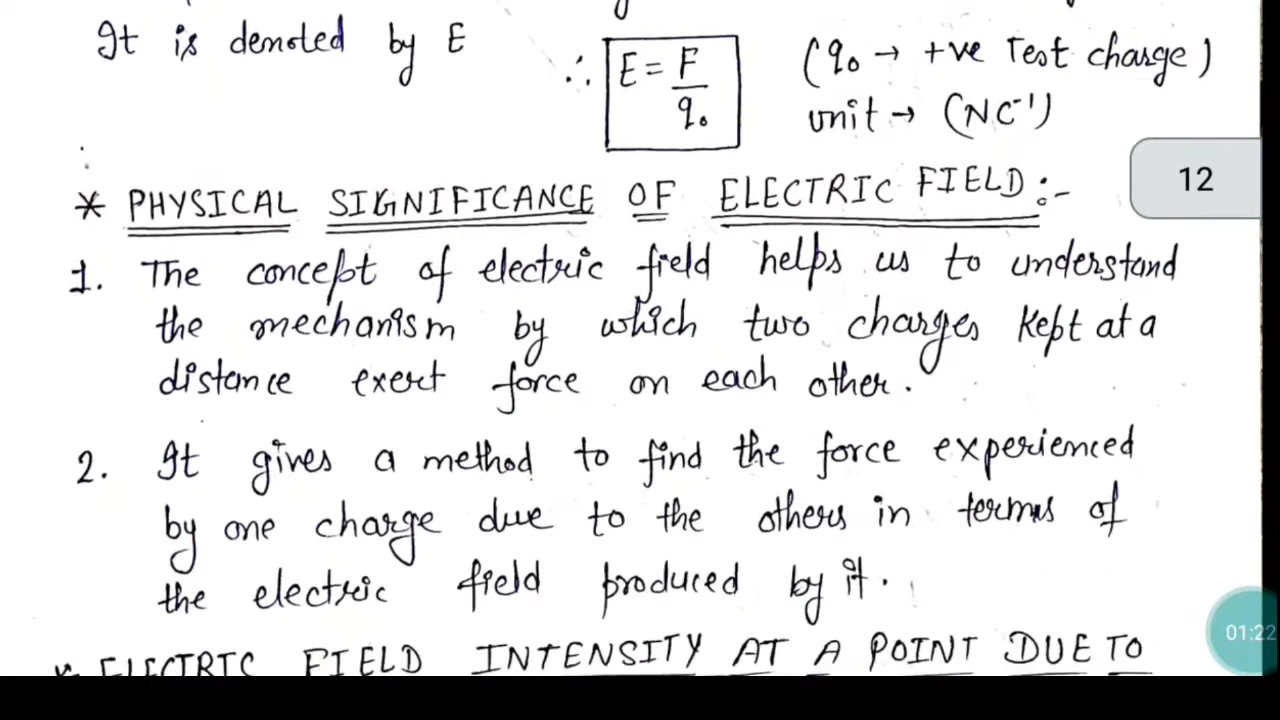 It is denoted by E
∴ E = F / q₀
(q₀ → +ve Test charge)
unit → (NC⁻¹)
12
* PHYSICAL SIGNIFICANCE OF ELECTRIC FIELD :-
1. The concept of electric field helps us to understand
the mechanism by which two charges kept at a
distance exert force on each other.
2. It gives a method to find the force experienced
by one charge due to the others in terms of
the electric field produced by it.
01:22
* ELECTRIC FIELD INTENSITY AT A POINT DUE TO